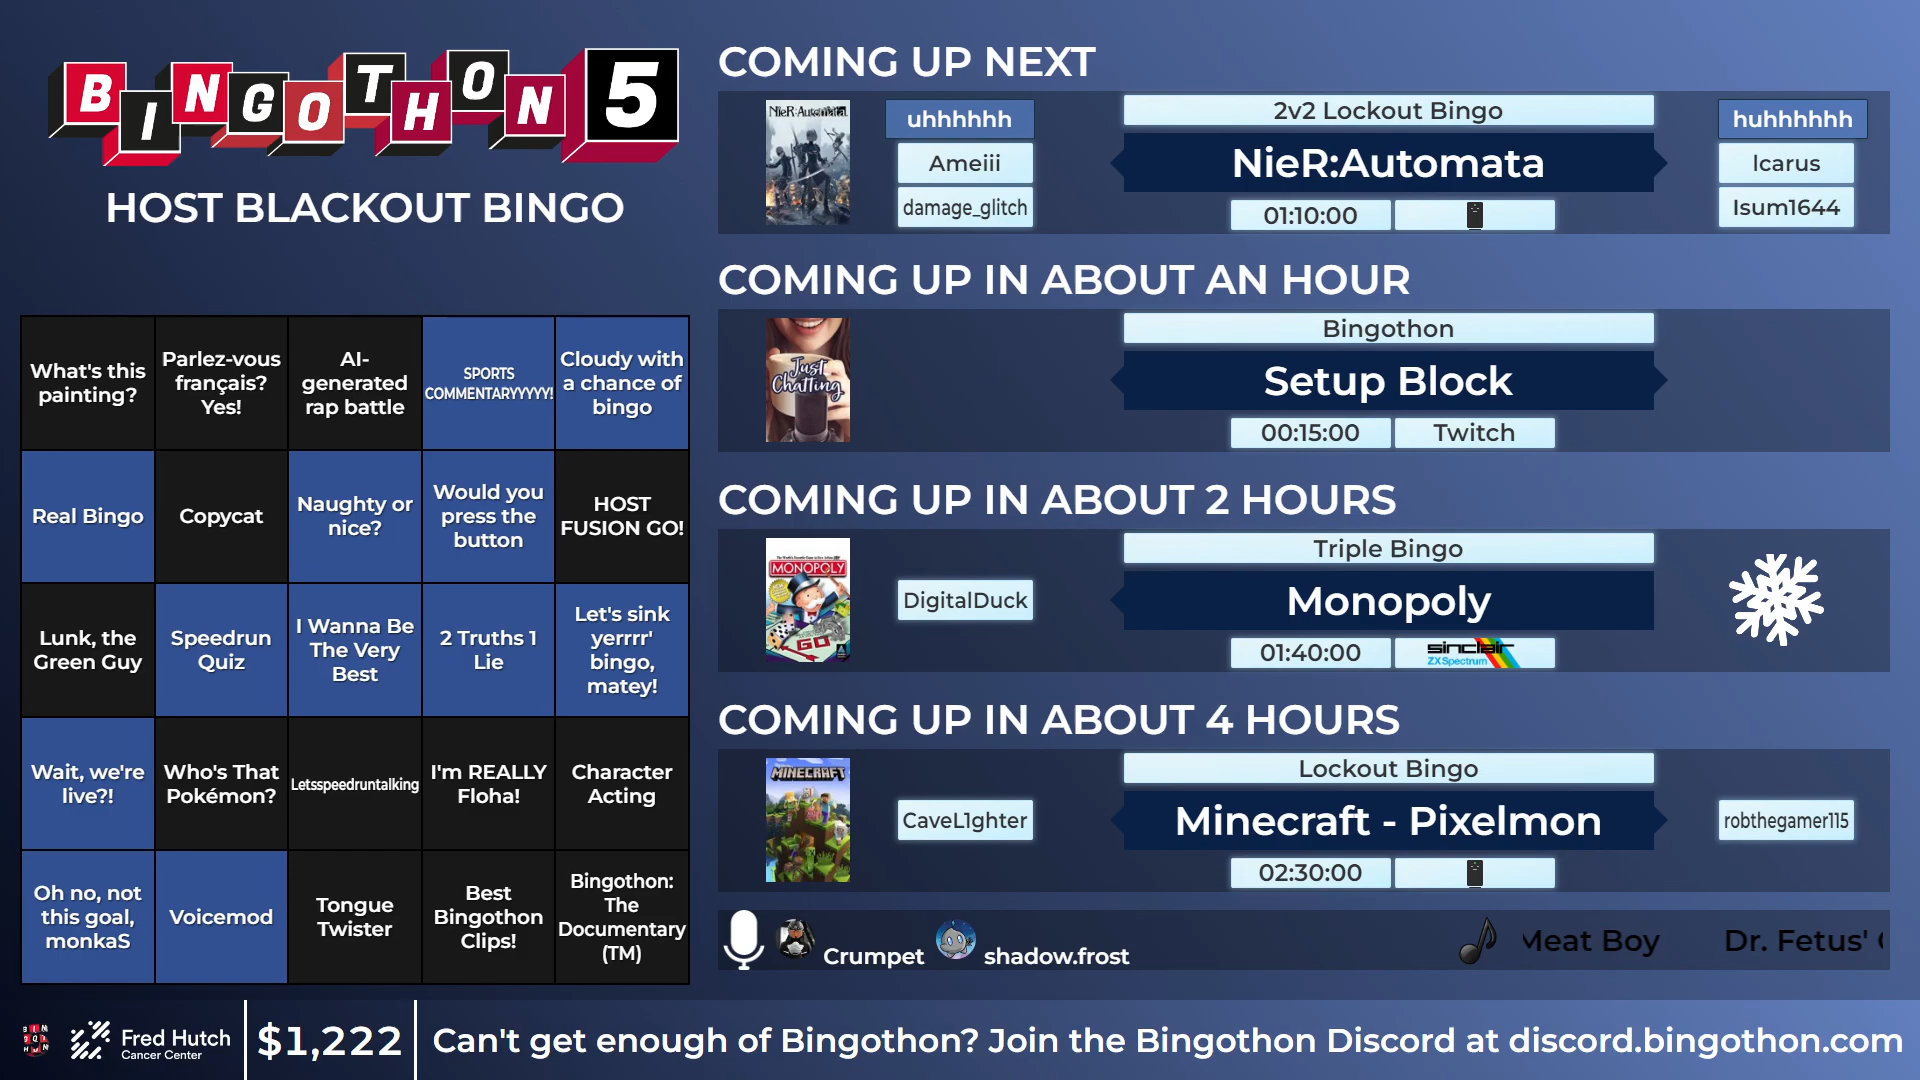 BINGOTHON 5
HOST BLACKOUT BINGO
What's this
painting?
Parlez-vous
français?
Yes!
AI-
generated
rap battle
SPORTS
COMMENTARYYYYY!
Cloudy with
a chance of
bingo
Real Bingo
Copycat
Naughty or
nice?
Would you
press the
button
HOST
FUSION GO!
Lunk, the
Green Guy
Speedrun
Quiz
I Wanna Be
The Very
Best
2 Truths 1
Lie
Let's sink
yerrrr'
bingo,
matey!
Wait, we're
live?!
Who's That
Pokémon?
Letsspeedruntalking
I'm REALLY
Floha!
Character
Acting
Oh no, not
this goal,
monkaS
Voicemod
Tongue
Twister
Best
Bingothon
Clips!
Bingothon:
The
Documentary
(TM)
COMING UP NEXT
NieR:Automata
uhhhhhh
Ameiii
damage_glitch
2v2 Lockout Bingo
NieR:Automata
01:10:00
huhhhhhh
Icarus
Isum1644
COMING UP IN ABOUT AN HOUR
Just
Chatting
Bingothon
Setup Block
00:15:00
Twitch
COMING UP IN ABOUT 2 HOURS
MONOPOLY
GO
DigitalDuck
Triple Bingo
Monopoly
01:40:00
sinclair
ZX Spectrum
COMING UP IN ABOUT 4 HOURS
MINECRAFT
CaveL1ghter
Lockout Bingo
Minecraft - Pixelmon
02:30:00
robthegamer115
Crumpet
shadow.frost
Meat Boy
Dr. Fetus'
Fred Hutch
Cancer Center
$1,222
Can't get enough of Bingothon? Join the Bingothon Discord at discord.bingothon.com